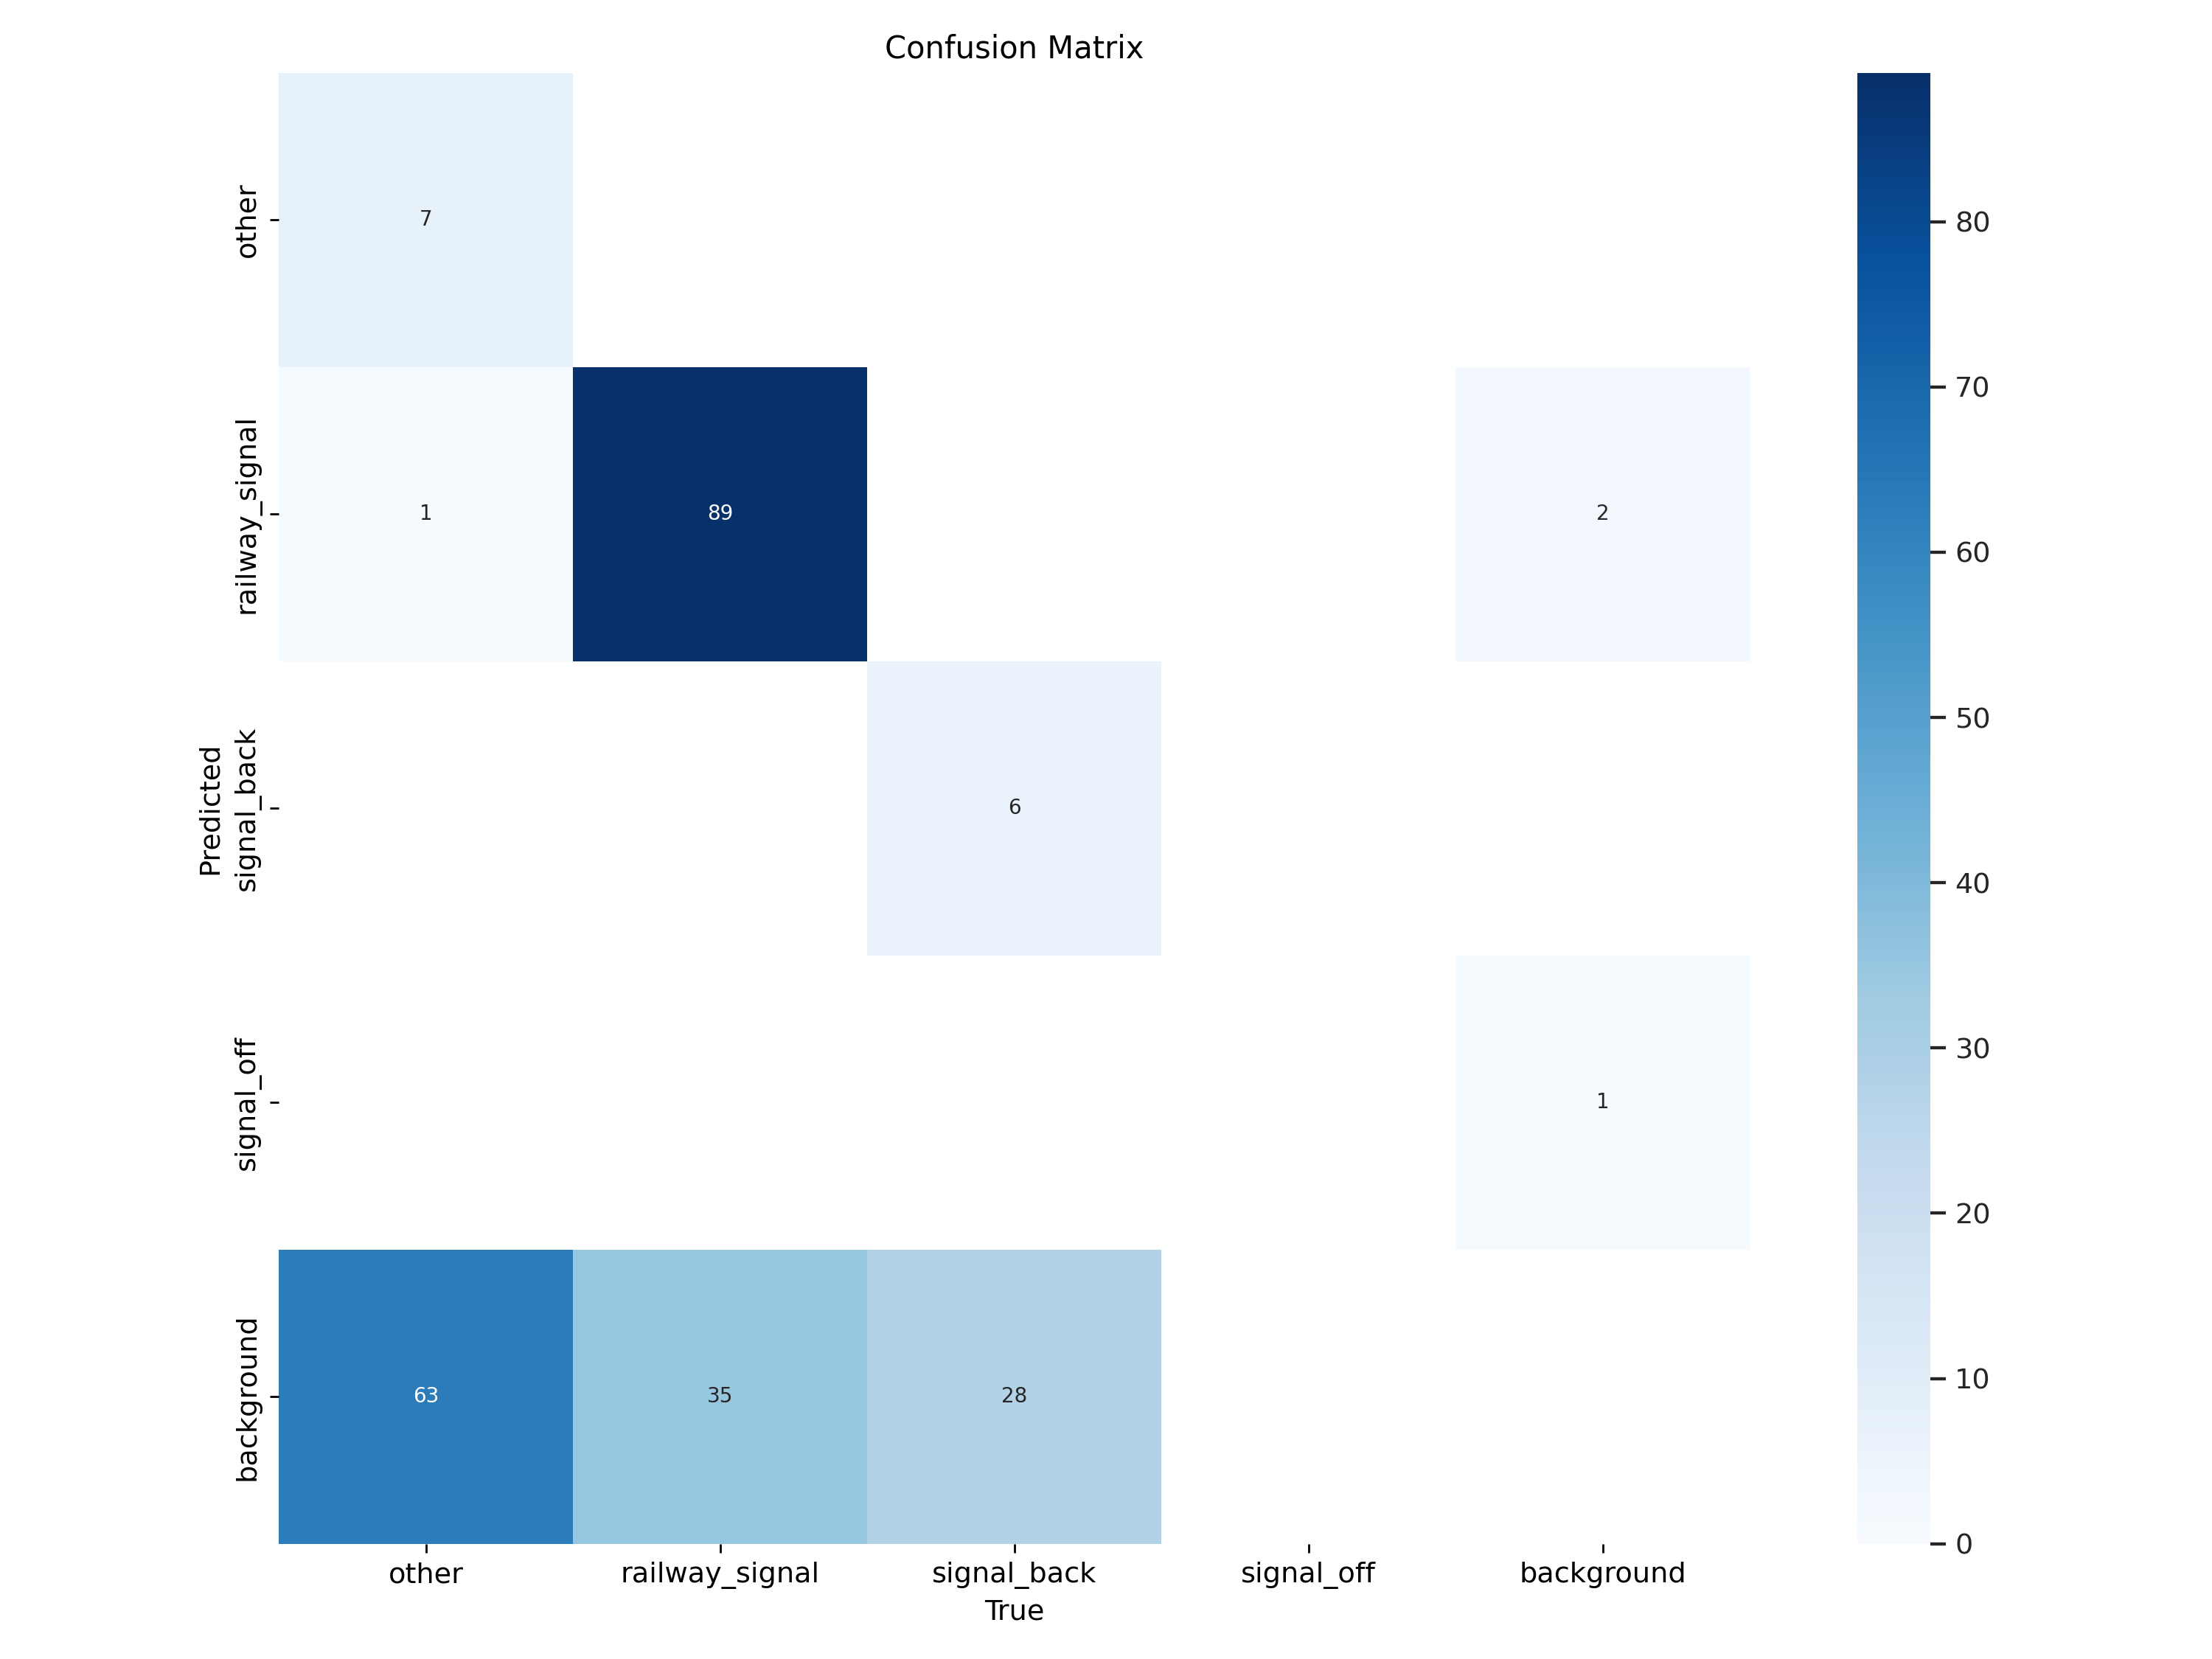 Confusion Matrix
other
7
railway_signal
1
89
2
Predicted
signal_back
6
signal_off
1
background
63
35
28
other
railway_signal
signal_back
signal_off
background
True
80
70
60
50
40
30
20
10
0